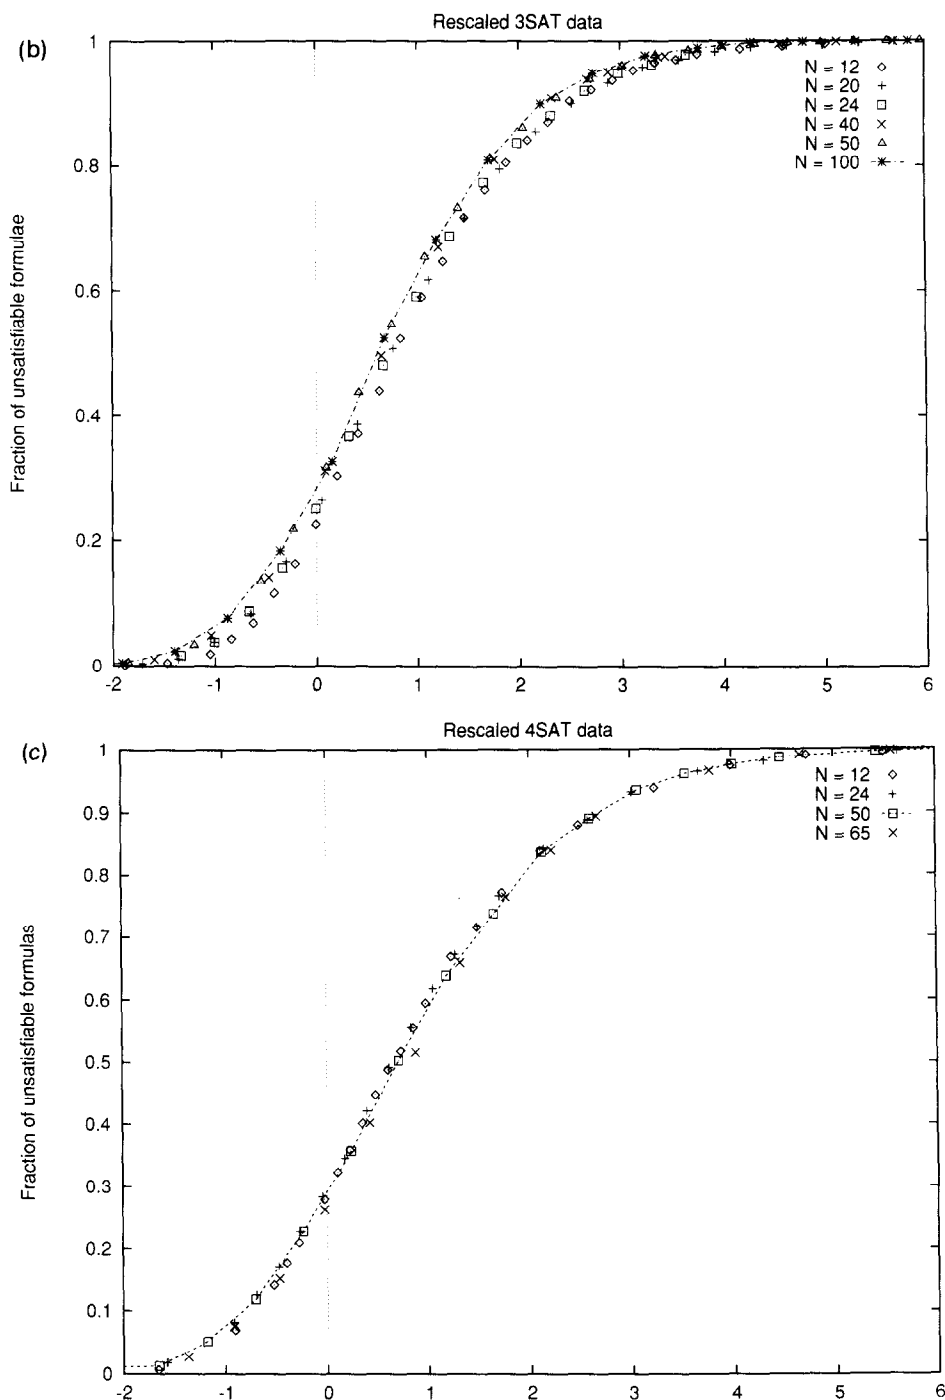 Rescaled 3SAT data
(b)
Fraction of unsatisfiable formulae
1
0.8
0.6
0.4
0.2
0
-2 -1 0 1 2 3 4 5 6
N = 12
N = 20
N = 24
N = 40
N = 50
N = 100
Rescaled 4SAT data
(c)
Fraction of unsatisfiable formulas
1
0.9
0.8
0.7
0.6
0.5
0.4
0.3
0.2
0.1
0
-2 -1 0 1 2 3 4 5 6
N = 12
N = 24
N = 50
N = 65